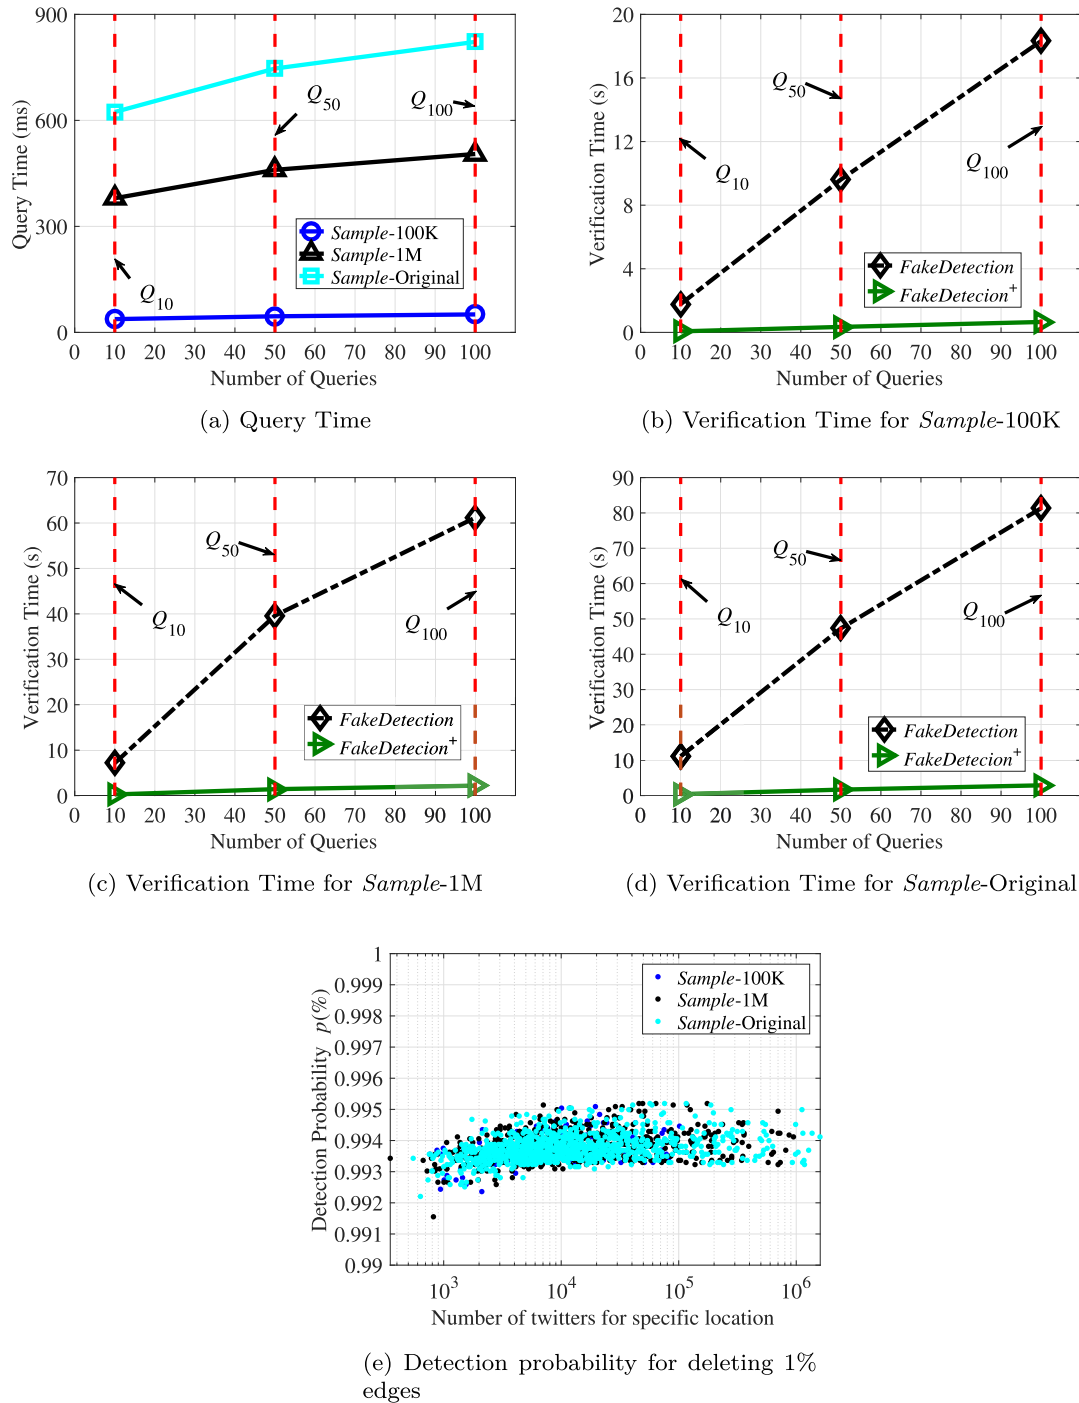 900
600
300
0
Query Time (ms)
Q50
Q100
Q10
Sample-100K
Sample-1M
Sample-Original
0 10 20 30 40 50 60 70 80 90 100
Number of Queries
(a) Query Time
20
16
12
8
4
0
Verification Time (s)
Q50
Q10
Q100
FakeDetection
FakeDetecion+
0 10 20 30 40 50 60 70 80 90 100
Number of Queries
(b) Verification Time for Sample-100K
70
60
50
40
30
20
10
0
Verification Time (s)
Q50
Q10
Q100
FakeDetection
FakeDetecion+
0 10 20 30 40 50 60 70 80 90 100
Number of Queries
(c) Verification Time for Sample-1M
90
80
70
60
50
40
30
20
10
0
Verification Time (s)
Q50
Q10
Q100
FakeDetection
FakeDetecion+
0 10 20 30 40 50 60 70 80 90 100
Number of Queries
(d) Verification Time for Sample-Original
1
0.999
0.998
0.997
0.996
0.995
0.994
0.993
0.992
0.991
0.99
Detection Probability p(%)
Sample-100K
Sample-1M
Sample-Original
10^3 10^4 10^5 10^6
Number of twitters for specific location
(e) Detection probability for deleting 1%
edges